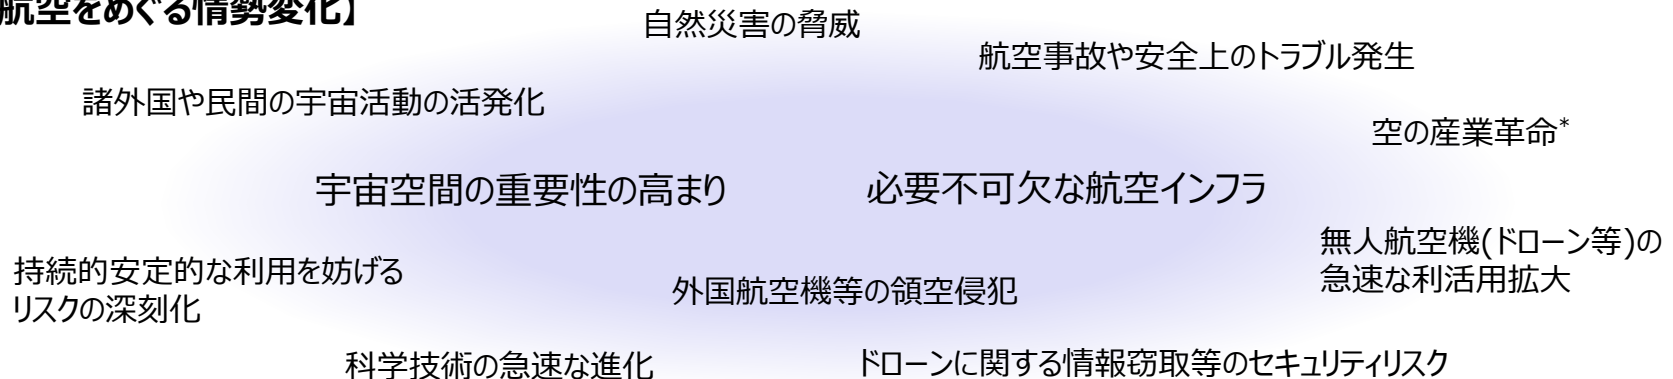 航空をめぐる情勢変化】
自然災害の脅威
航空事故や安全上のトラブル発生
諸外国や民間の宇宙活動の活発化
空の産業革命*
宇宙空間の重要性の高まり
必要不可欠な航空インフラ
無人航空機(ドローン等)の
急速な利活用拡大
持続的安定的な利用を妨げる
リスクの深刻化
外国航空機等の領空侵犯
科学技術の急速な進化
ドローンに関する情報窃取等のセキュリティリスク